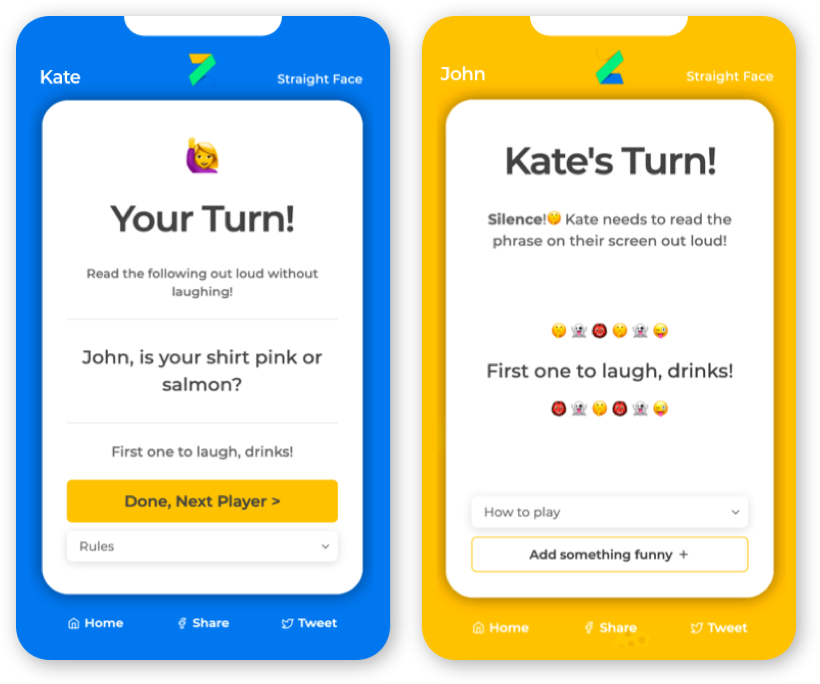 Kate
Straight Face
Your Turn!
Read the following out loud without
laughing!
John, is your shirt pink or
salmon?
First one to laugh, drinks!
Done, Next Player >
Rules
Home
Share
Tweet
John
Straight Face
Kate's Turn!
Silence!🤫 Kate needs to read the
phrase on their screen out loud!
First one to laugh, drinks!
How to play
Add something funny +
Home
Share
Tweet